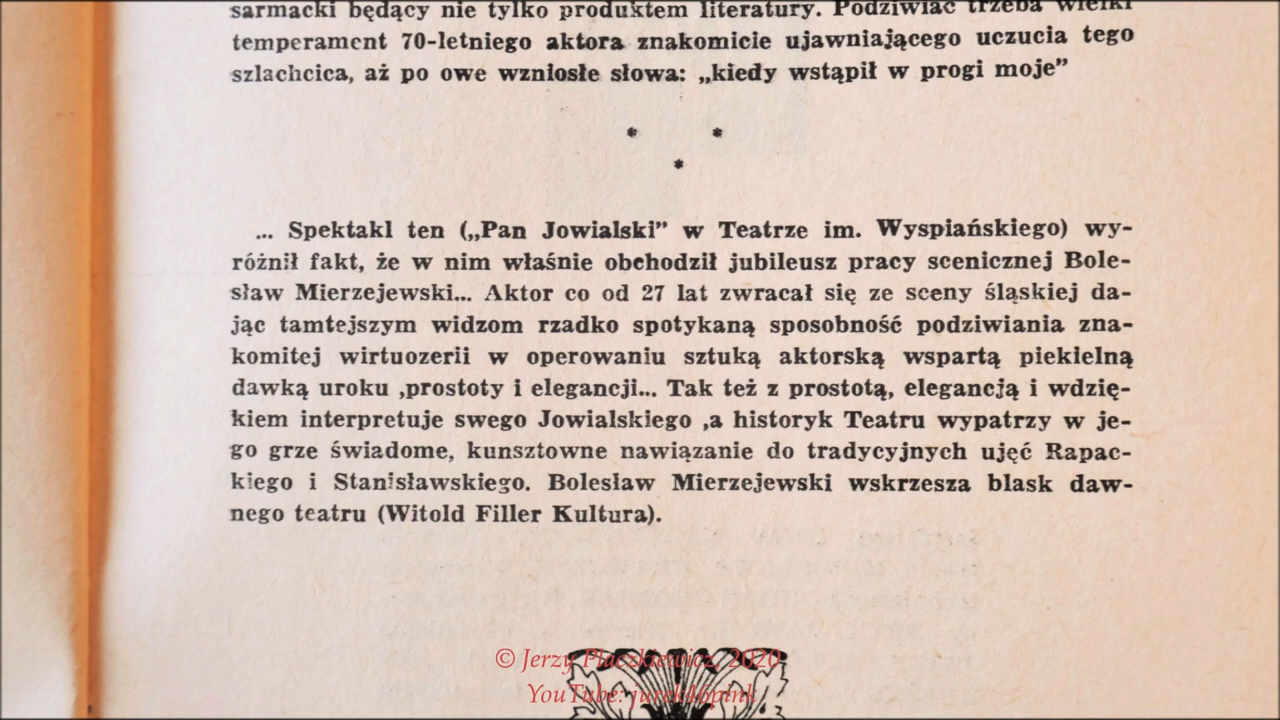 sarmacki będący nie tylko produktem literatury. Podziwiać trzeba wielki
temperament 70-letniego aktora znakomicie ujawniającego uczucia tego
szlachcica, aż po owe wzniosłe słowa: „kiedy wstąpił w progi moje”
* *
*
... Spektakl ten („Pan Jowialski” w Teatrze im. Wyspiańskiego) wy-
różnił fakt, że w nim właśnie obchodził jubileusz pracy scenicznej Bole-
sław Mierzejewski... Aktor co od 27 lat zwracał się ze sceny śląskiej da-
jąc tamtejszym widzom rzadko spotykaną sposobność podziwiania zna-
komitej wirtuozerii w operowaniu sztuką aktorską wspartą piekielną
dawką uroku ,prostoty i elegancji... Tak też z prostotą, elegancją i wdzię-
kiem interpretuje swego Jowialskiego ,a historyk Teatru wypatrzy w je-
go grze świadome, kunsztowne nawiązanie do tradycyjnych ujęć Rapac-
kiego i Stanisławskiego. Bolesław Mierzejewski wskrzesza blask daw-
nego teatru (Witold Filler Kultura).
© Jerzy Płaczkiewicz, 2020
YouTube: jurek46pink